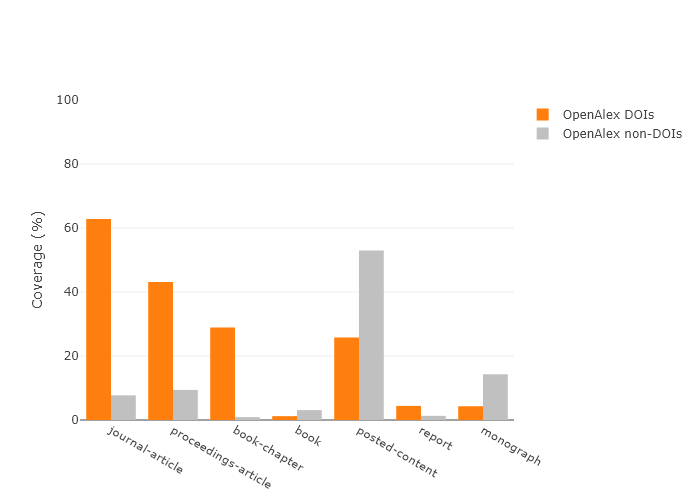 100
80
60
40
20
0
Coverage (%)
journal-article
proceedings-article
book-chapter
book
posted-content
report
monograph
OpenAlex DOIs
OpenAlex non-DOIs